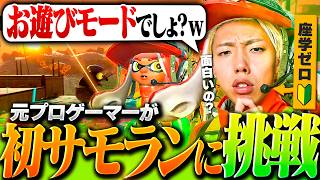 お遊びモードでしょ?w
面白いの?
座学ゼロ
元プロゲーマーが
初サモランに挑戦